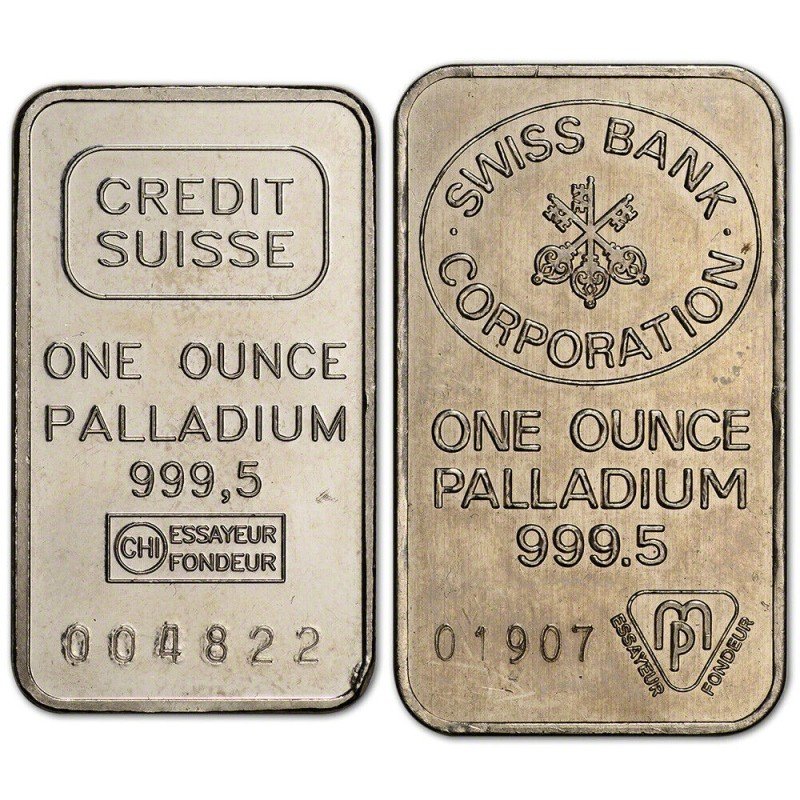 CREDIT
SUISSE
ONE OUNCE
PALLADIUM
999,5
CHI ESSAYEUR
FONDEUR
004822
SWISS BANK
CORPORATION
ONE OUNCE
PALLADIUM
999.5
01907
MP
ESSAYEUR
FONDEUR